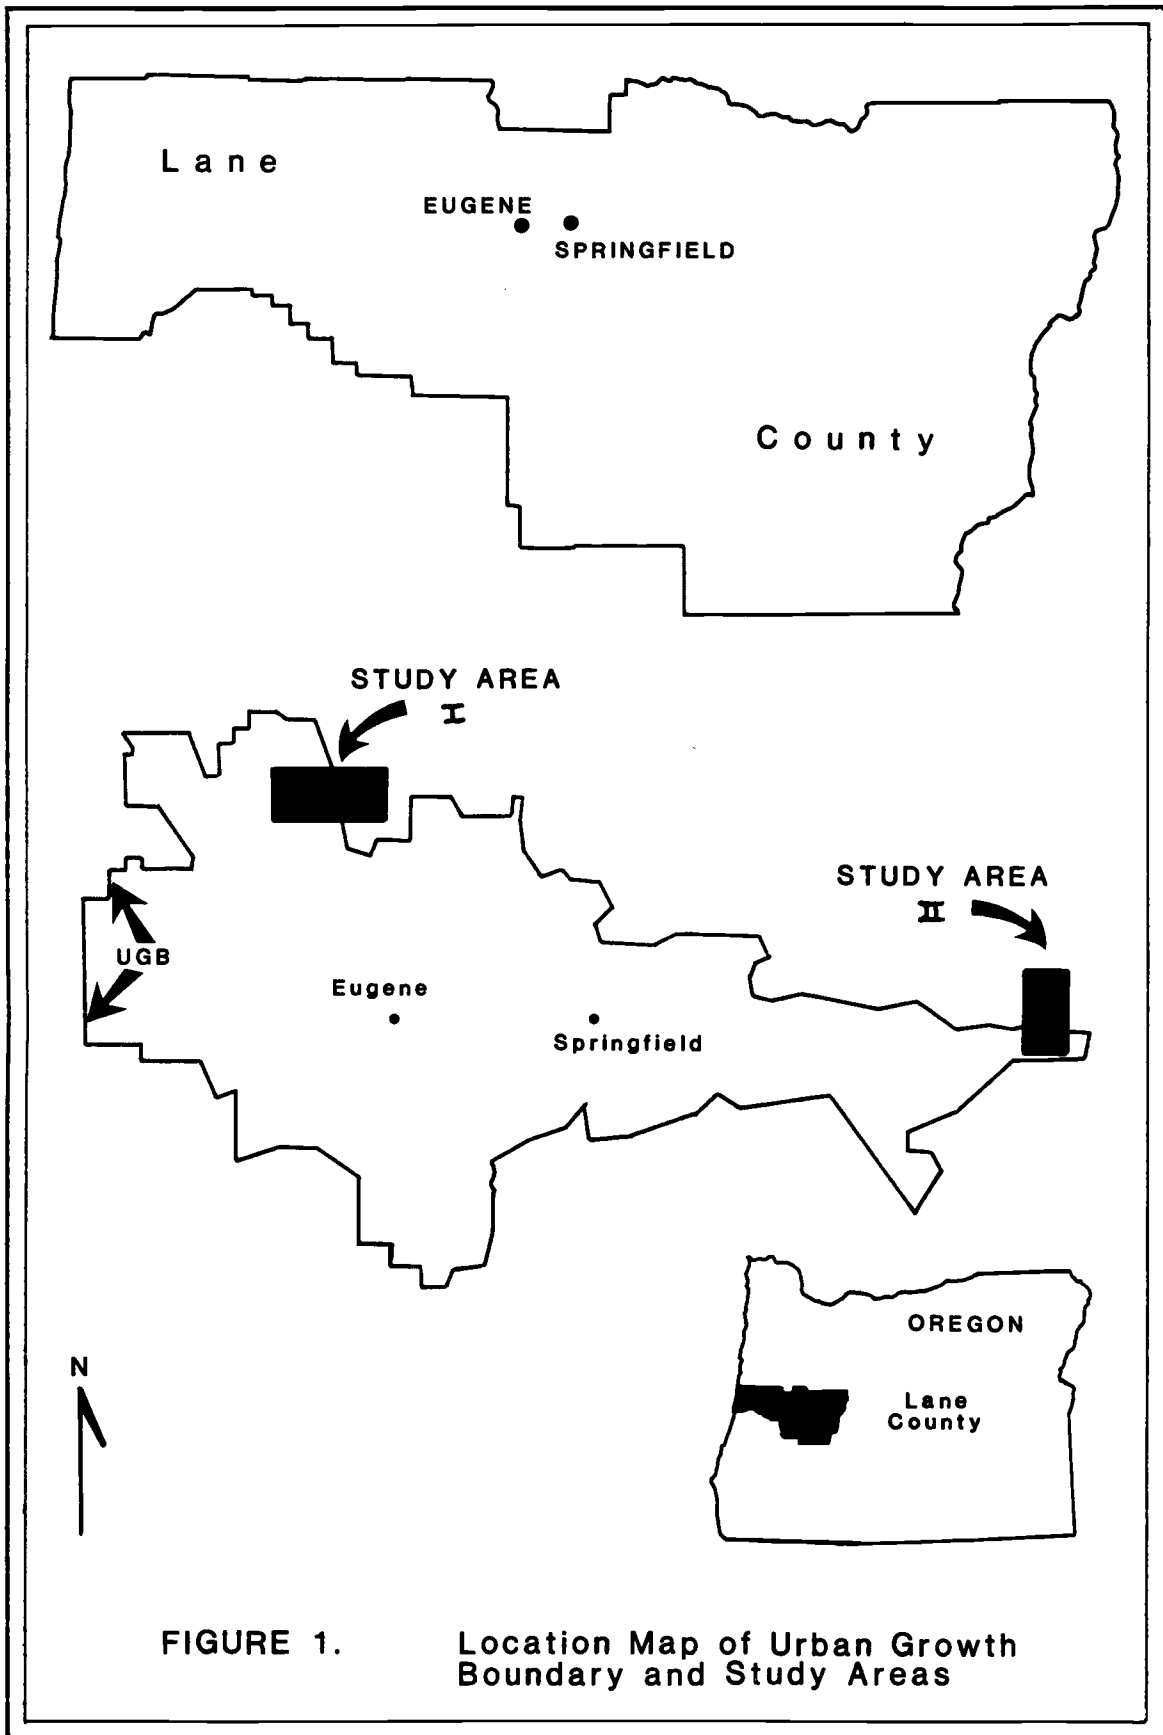 Lane
EUGENE
SPRINGFIELD
County
STUDY AREA
I
STUDY AREA
II
UGB
Eugene
Springfield
OREGON
Lane
County
N
FIGURE 1. Location Map of Urban Growth
Boundary and Study Areas